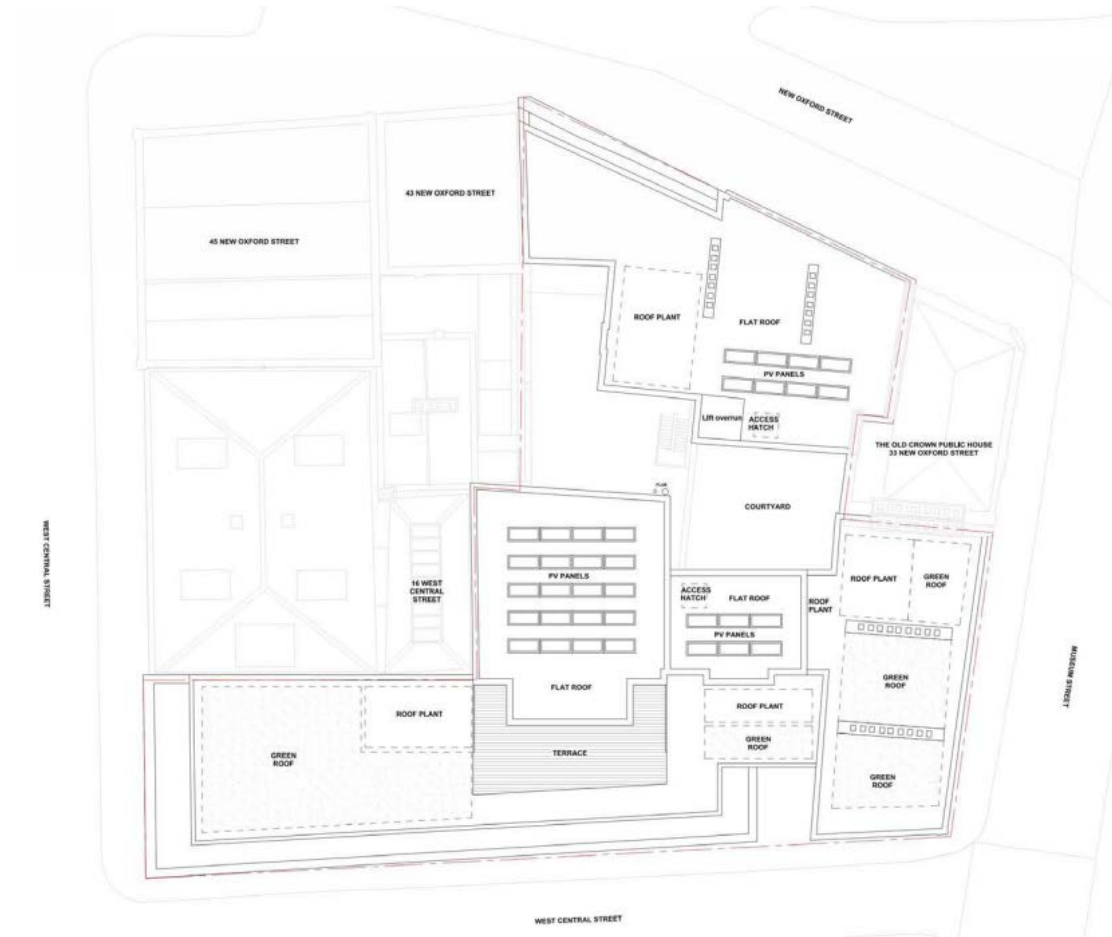 NEW OXFORD STREET
43 NEW OXFORD STREET
45 NEW OXFORD STREET
ROOF PLANT
FLAT ROOF
PV PANELS
Lift overrun
ACCESS
HATCH
THE OLD CROWN PUBLIC HOUSE
33 NEW OXFORD STREET
COURTYARD
WEST CENTRAL STREET
16 WEST
CENTRAL
STREET
PV PANELS
ACCESS
HATCH
FLAT ROOF
PV PANELS
ROOF
PLANT
ROOF PLANT
GREEN
ROOF
GREEN
ROOF
GREEN
ROOF
MUSEUM STREET
FLAT ROOF
TERRACE
ROOF PLANT
GREEN
ROOF
ROOF PLANT
GREEN
ROOF
WEST CENTRAL STREET